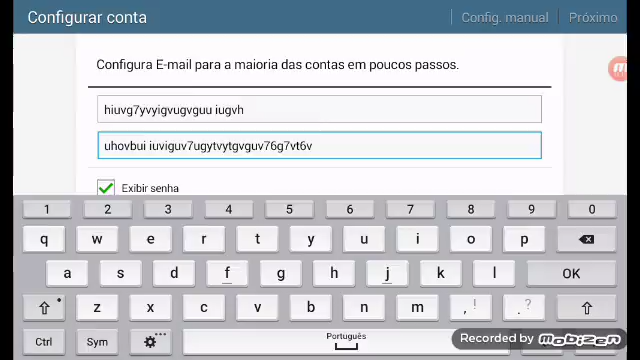 Configurar conta
Config. manual
Próximo
Configura E-mail para a maioria das contas em poucos passos.
hiuvg7yvyigvugvguu iugvh
uhovbui iuviguv7ugytvytgvguv76g7vt6v
Exibir senha
1 2 3 4 5 6 7 8 9 0
q w e r t y u i o p
a s d f g h j k l OK
z x c v b n m ,! .?
Ctrl Sym Português
Recorded by mobizen